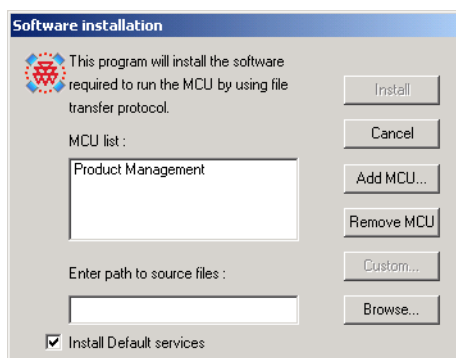 Software installation
This program will install the software
required to run the MCU by using file
transfer protocol.
Install
Cancel
MCU list :
Product Management
Add MCU...
Remove MCU
Custom...
Enter path to source files :
Browse...
Install Default services